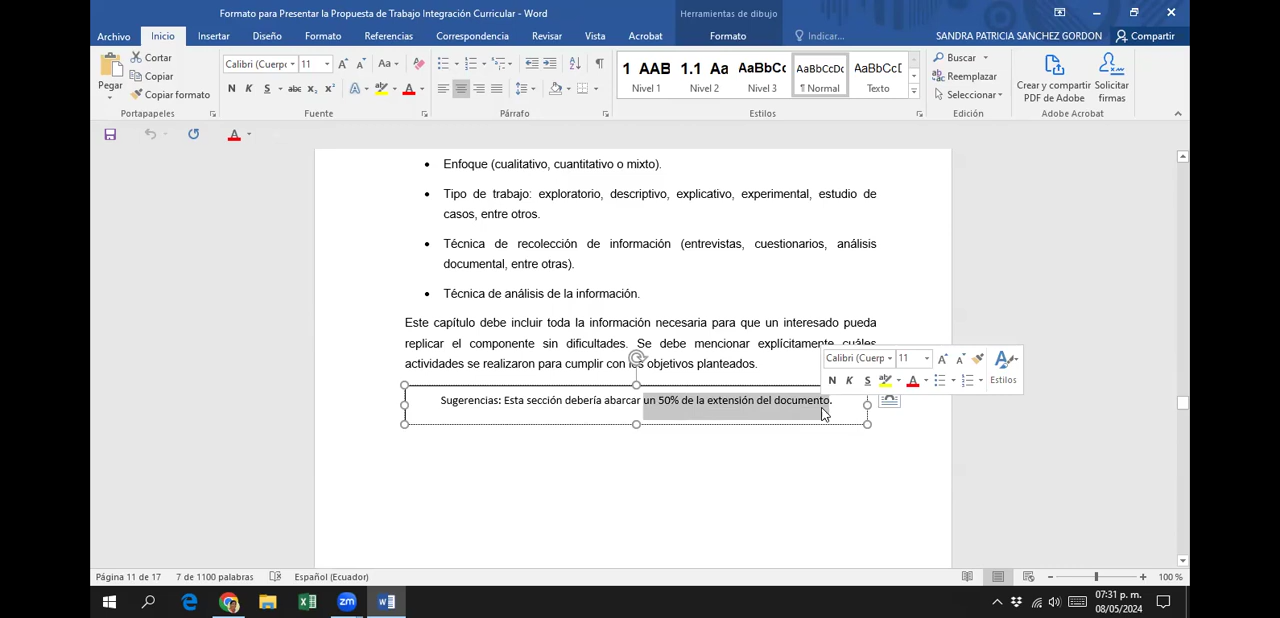 Formato para Presentar la Propuesta de Trabajo Integración Curricular - Word
Herramientas de dibujo
Archivo Inicio Insertar Diseño Formato Referencias Correspondencia Revisar Vista Acrobat Formato Indicar... SANDRA PATRICIA SANCHEZ GORDON Compartir
Pegar
Cortar
Copiar
Copiar formato
Portapapeles
Calibri (Cuerpo 11
N K S abc x₂ x²
Fuente
Párrafo
1 AAB 1.1 Aa AaBbCc AaBbCcDc AaBbCcD
Nivel 1 Nivel 2 Nivel 3 ¶ Normal Texto
Estilos
Buscar
Reemplazar
Seleccionar
Edición
Crear y compartir PDF de Adobe
Solicitar firmas
Adobe Acrobat
• Enfoque (cualitativo, cuantitativo o mixto).
• Tipo de trabajo: exploratorio, descriptivo, explicativo, experimental, estudio de
casos, entre otros.
• Técnica de recolección de información (entrevistas, cuestionarios, análisis
documental, entre otras).
• Técnica de análisis de la información.
Este capítulo debe incluir toda la información necesaria para que un interesado pueda
replicar el componente sin dificultades. Se debe mencionar explícitamente cuáles
actividades se realizaron para cumplir con los objetivos planteados.
Calibri (Cuerp 11
N K S A Estilos
Sugerencias: Esta sección debería abarcar un 50% de la extensión del documento.
Página 11 de 17 7 de 1100 palabras Español (Ecuador) 100 %
07:31 p. m.
08/05/2024